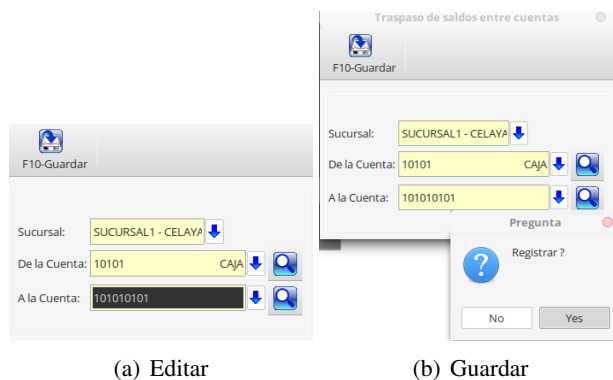 F10-Guardar
Sucursal: SUCURSAL1 - CELAYA
De la Cuenta: 10101 CAJA
A la Cuenta: 101010101
(a) Editar
Traspaso de saldos entre cuentas
F10-Guardar
Sucursal: SUCURSAL1 - CELAYA
De la Cuenta: 10101 CAJA
A la Cuenta: 101010101
Pregunta
?
Registrar ?
No Yes
(b) Guardar